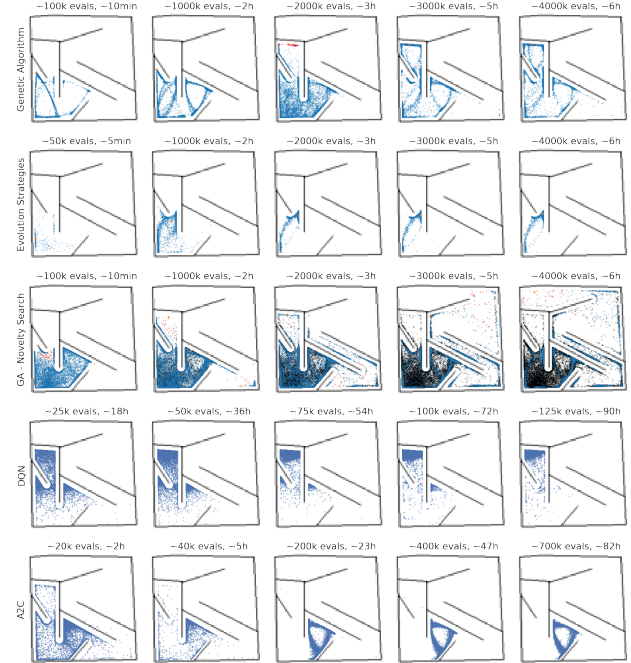 ~100k evals, ~10min ~1000k evals, ~2h ~2000k evals, ~3h ~3000k evals, ~5h ~4000k evals, ~6h
Genetic Algorithm
~50k evals, ~5min ~1000k evals, ~2h ~2000k evals, ~3h ~3000k evals, ~5h ~4000k evals, ~6h
Evolution Strategies
~100k evals, ~10min ~1000k evals, ~2h ~2000k evals, ~3h ~3000k evals, ~5h ~4000k evals, ~6h
GA - Novelty Search
~25k evals, ~18h ~50k evals, ~36h ~75k evals, ~54h ~100k evals, ~72h ~125k evals, ~90h
DQN
~20k evals, ~2h ~40k evals, ~5h ~200k evals, ~23h ~400k evals, ~47h ~700k evals, ~82h
A2C